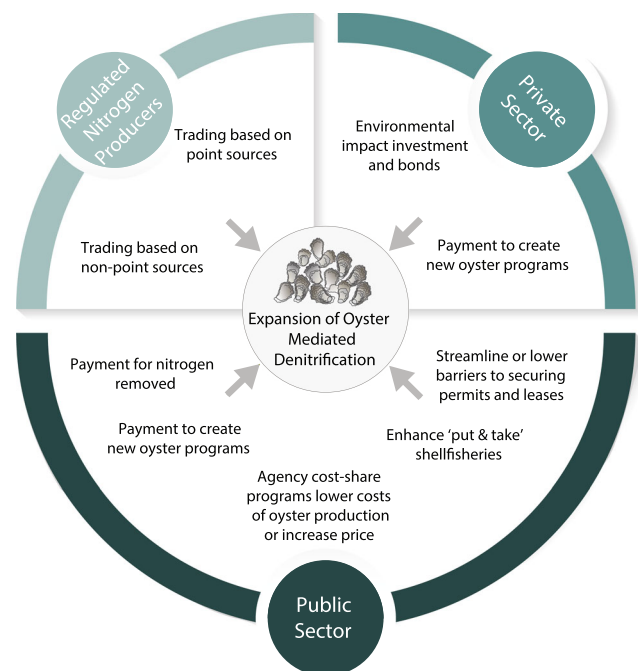 Regulated
Nitrogen
Producers
Trading based on
point sources
Trading based on
non-point sources
Private
Sector
Environmental
impact investment
and bonds
Payment to create
new oyster programs
Expansion of Oyster
Mediated
Denitrification
Payment for nitrogen
removed
Payment to create
new oyster programs
Streamline or lower
barriers to securing
permits and leases
Enhance ‘put & take’
shellfisheries
Agency cost-share
programs lower costs
of oyster production
or increase price
Public
Sector